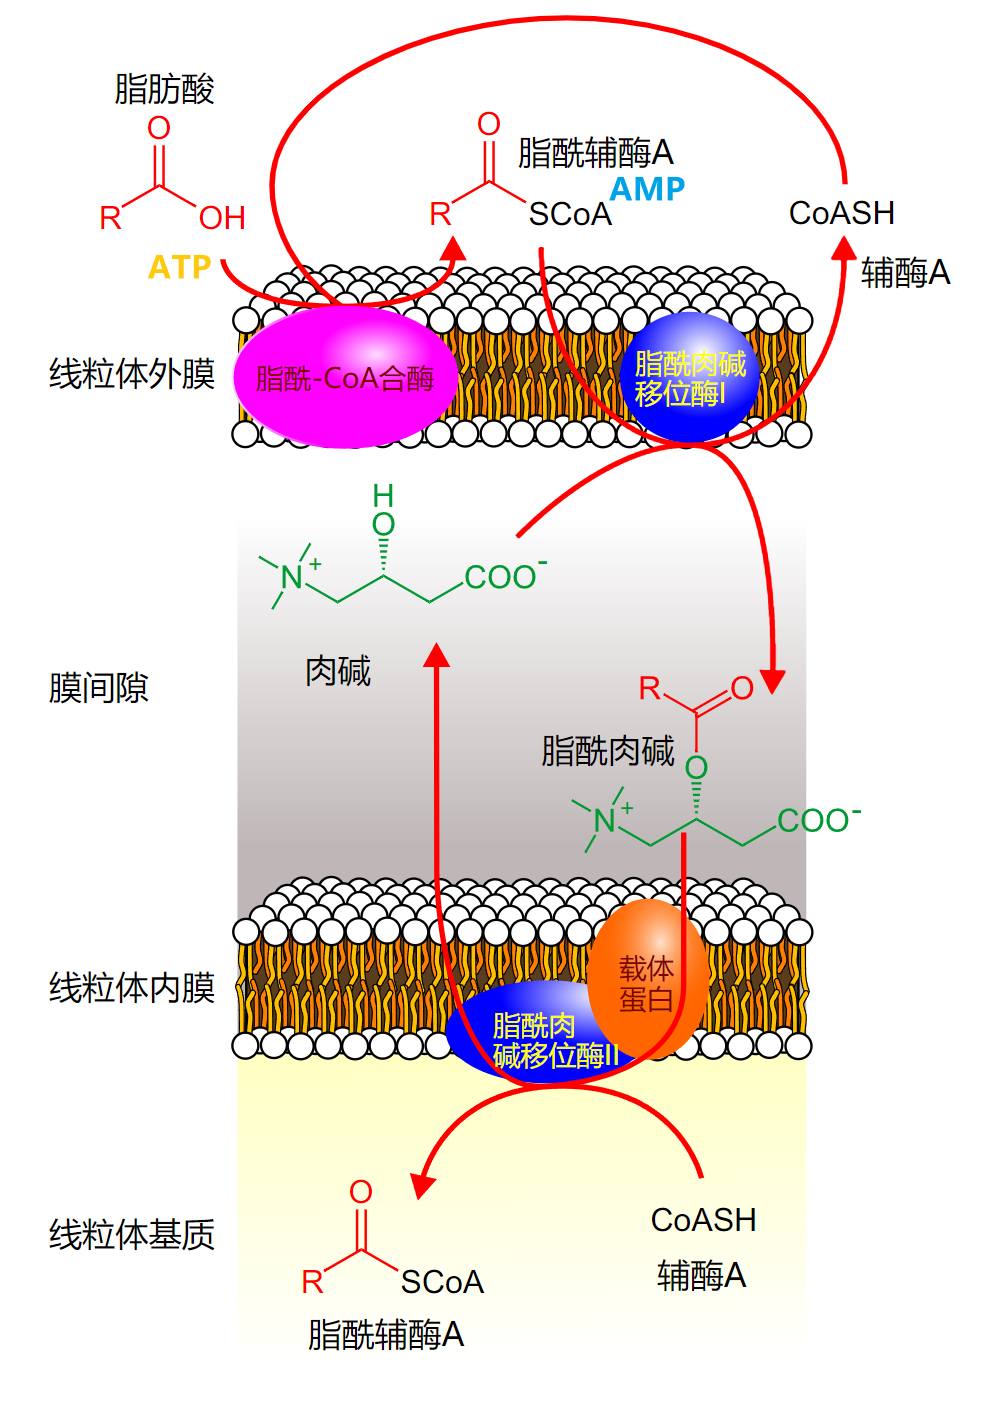 脂肪酸
O
R
OH
ATP
O
脂酰辅酶A
AMP
R
SCoA
CoASH
辅酶A
线粒体外膜
脂酰-CoA合酶
脂酰肉碱
移位酶I
H
O
N+
COO-
肉碱
膜间隙
R
O
脂酰肉碱
O
N+
COO-
线粒体内膜
载体
蛋白
脂酰肉
碱移位酶II
线粒体基质
O
R
SCoA
脂酰辅酶A
CoASH
辅酶A